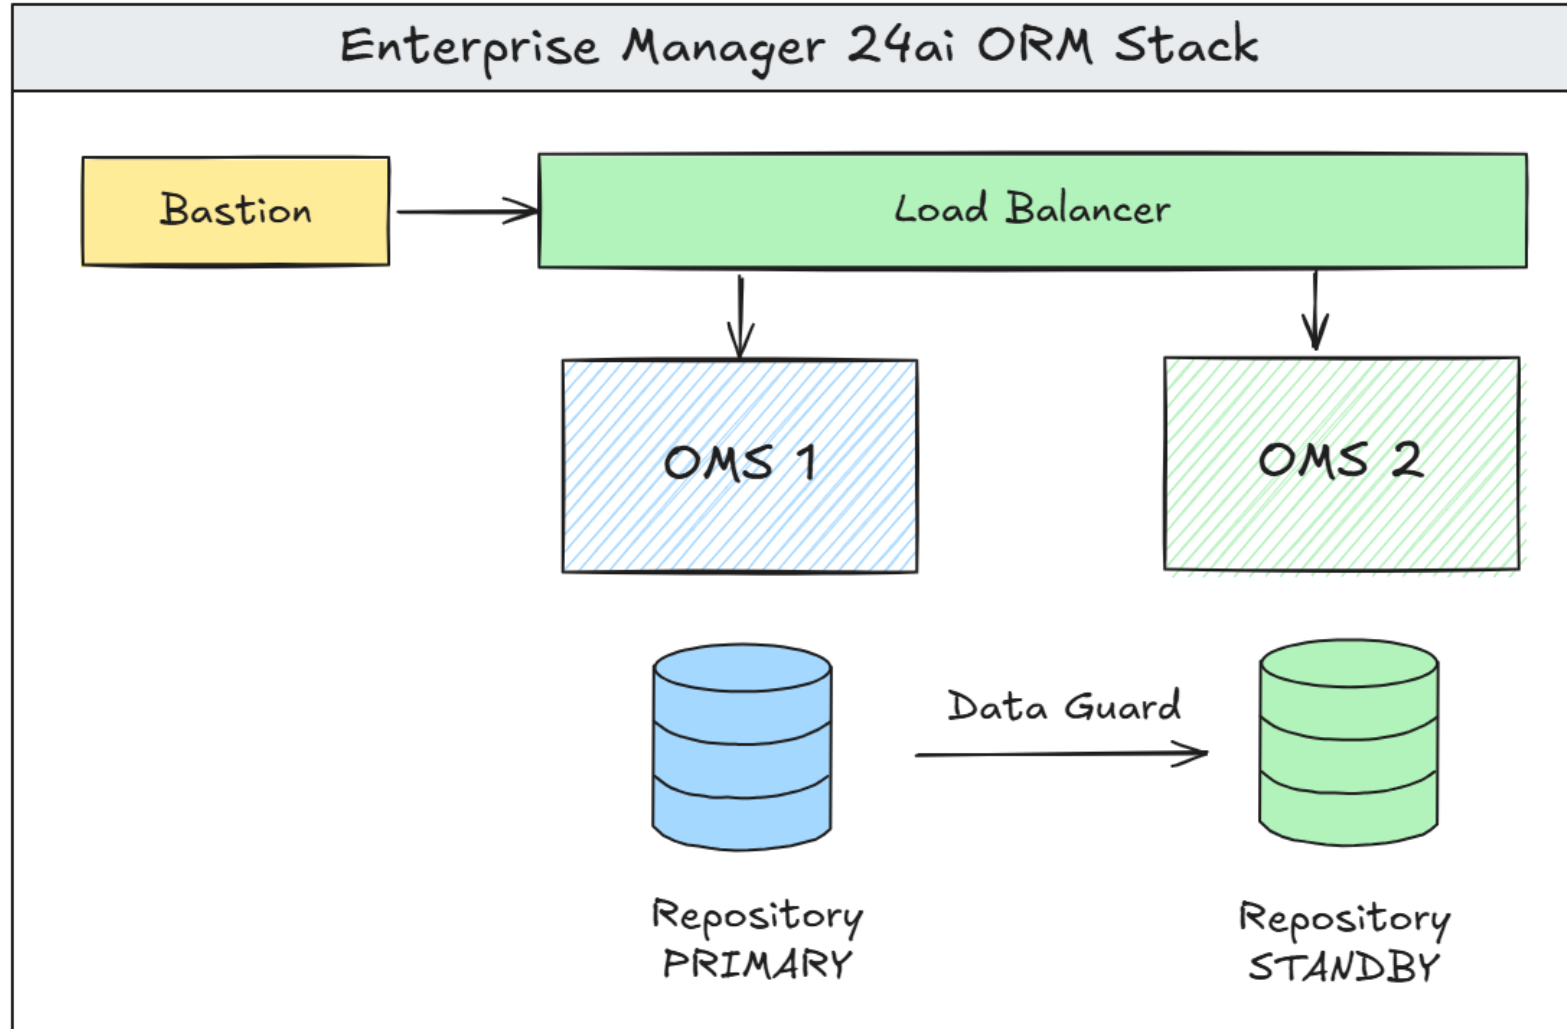 Enterprise Manager 24ai ORM Stack
Bastion
Load Balancer
OMS 1
OMS 2
Data Guard
Repository
PRIMARY
Repository
STANDBY